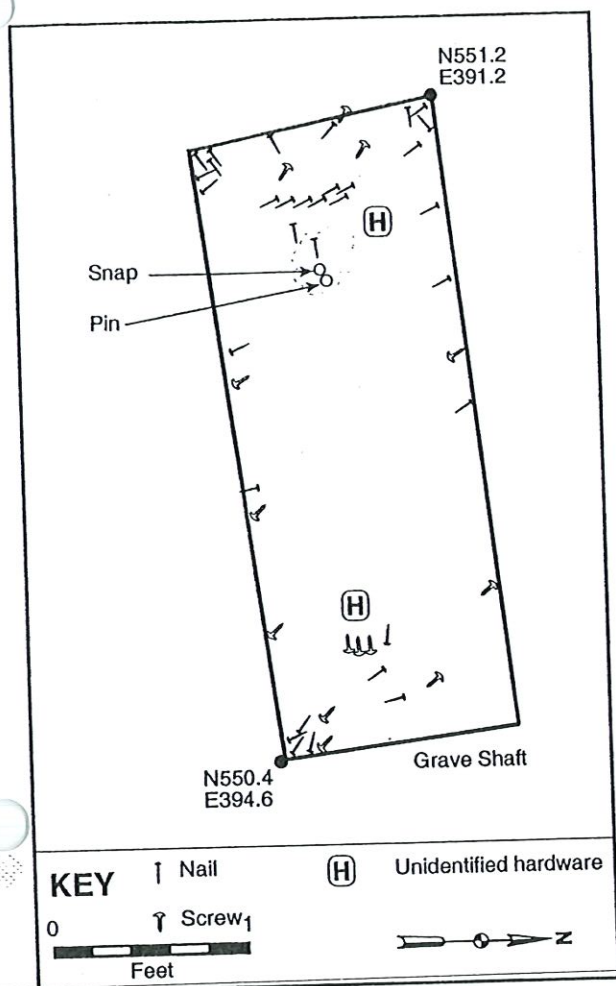 N551.2
E391.2
H
Snap
Pin
H
Grave Shaft
N550.4
E394.6
KEY
Nail
H
Unidentified hardware
Screw
0
1
Feet
N